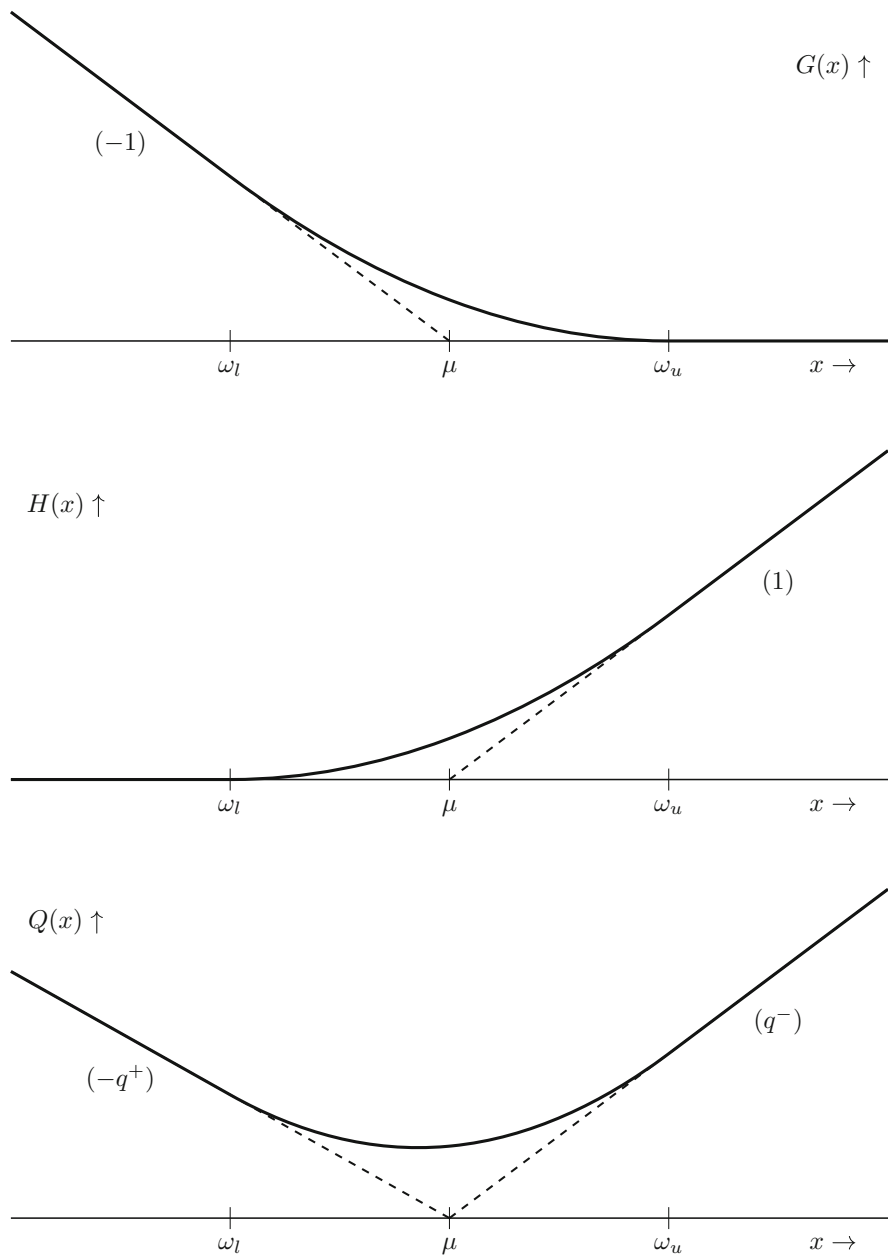 G(x) ↑
(−1)
ω_l μ ω_u x →
H(x) ↑
(1)
ω_l μ ω_u x →
Q(x) ↑
(q⁻)
(−q⁺)
ω_l μ ω_u x →